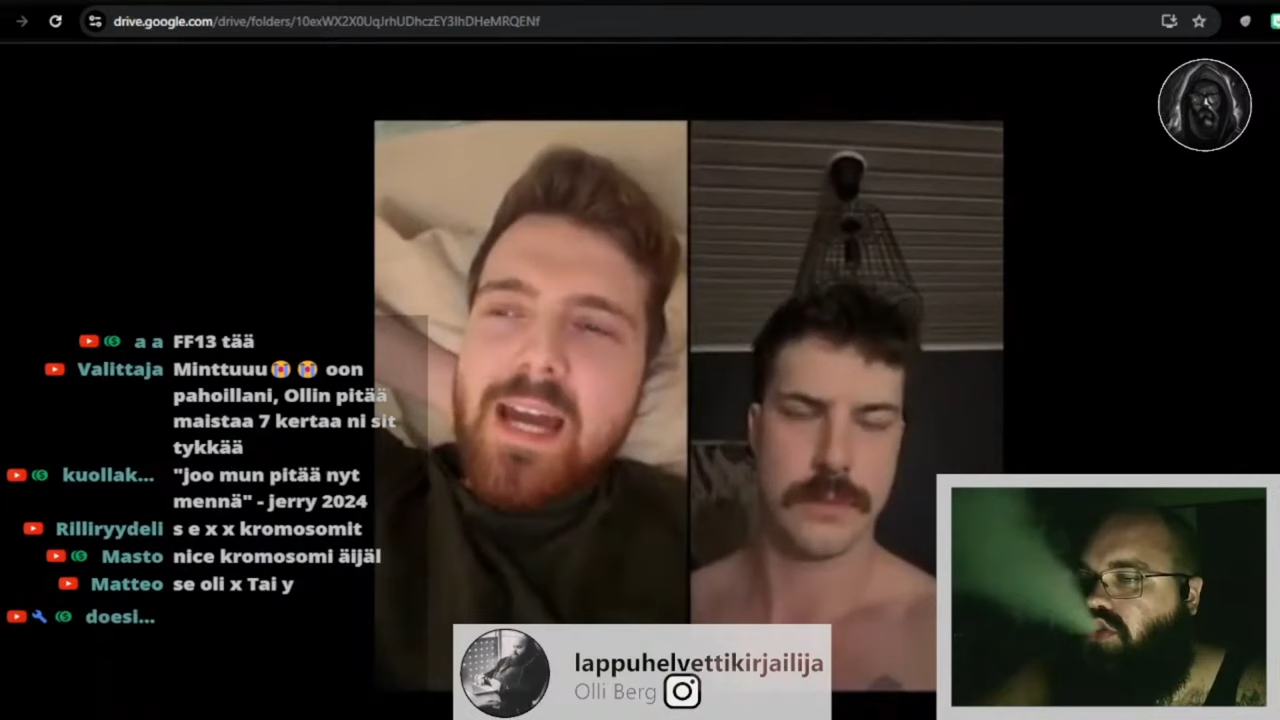 drive.google.com/drive/folders/10exWX2X0UqJrhUDhczEY3IhDHeMRQENf
a a FF13 tää
Valittaja Minttuuu😭😭 oon
pahoillani, Ollin pitää
maistaa 7 kertaa ni sit
tykkää
kuollak... "joo mun pitää nyt
mennä" - jerry 2024
Rilliryydeli s e x x kromosomit
Masto nice kromosomi äijäl
Matteo se oli x Tai y
doesi...
lappuhelvettikirjailija
Olli Berg